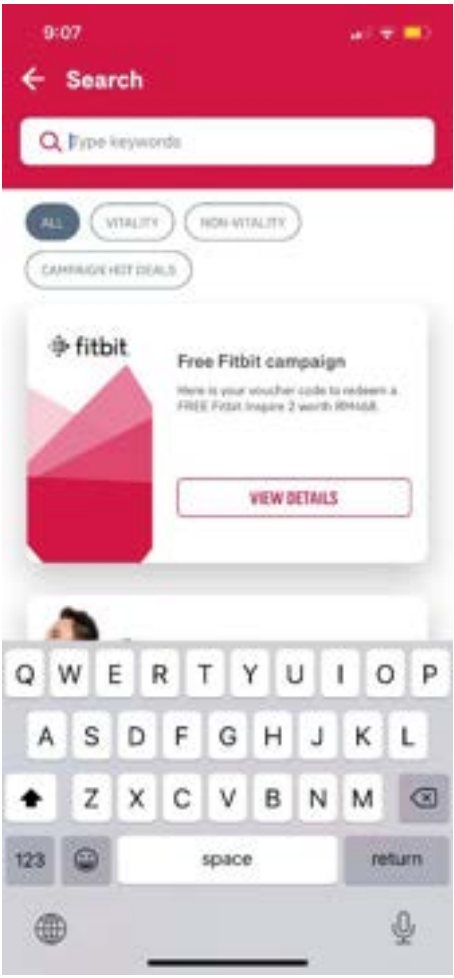 9:07
Search
Type keywords
ALL
VITALITY
NON-VITALITY
CAMPAIGN HOT DEALS
fitbit
Free Fitbit campaign
Here is your voucher code to redeem a
FREE Fitbit Inspire 2 worth RM468.
VIEW DETAILS
Q W E R T Y U I O P
A S D F G H J K L
Z X C V B N M
123 space return